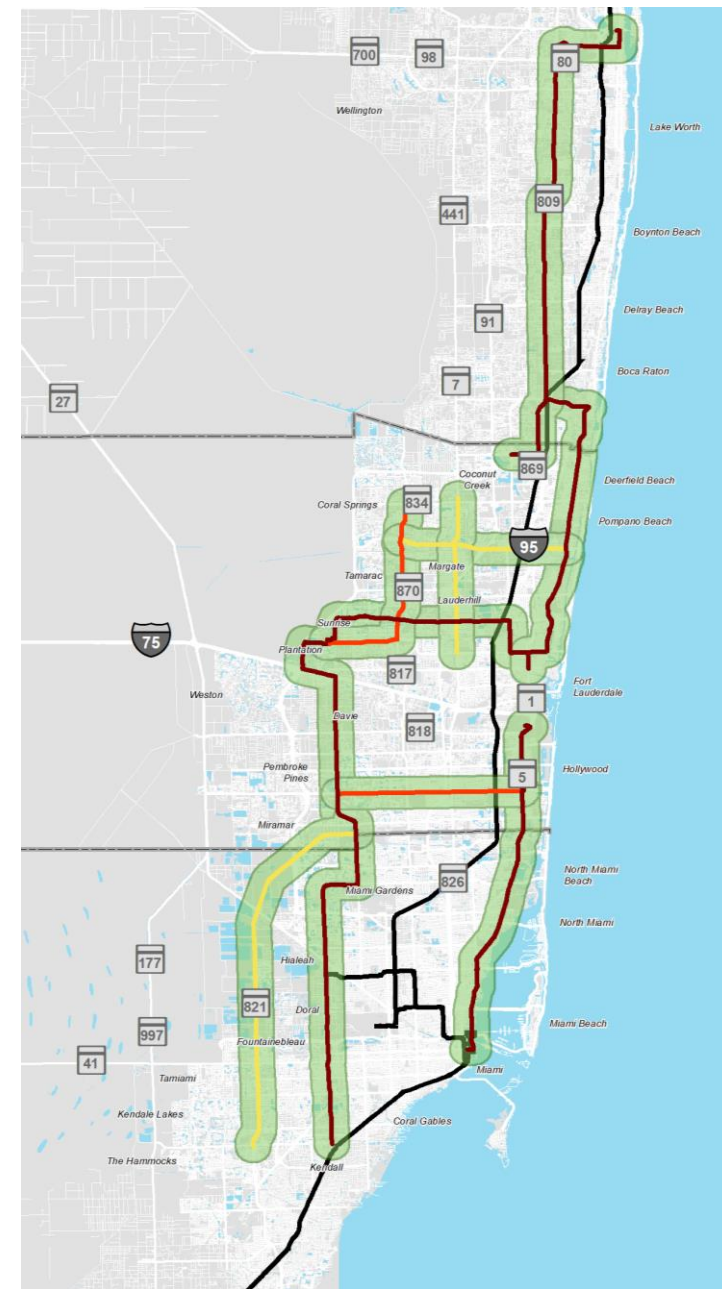 700
98
80
Wellington
Lake Worth
809
441
Boynton Beach
Delray Beach
91
Boca Raton
7
27
869
Coconut
Creek
Deerfield Beach
834
Coral Springs
Pompano Beach
95
Margate
Tamarac
870
Lauderhill
Sunrise
75
Plantation
817
Fort
Lauderdale
Weston
1
Davie
818
Pembroke
Pines
5
Hollywood
Miramar
826
North Miami
Beach
Miami Gardens
North Miami
177
Hialeah
821
Doral
997
Miami Beach
Fountainebleau
41
Tamiami
Miami
Kendale Lakes
Coral Gables
The Hammocks
Kendall